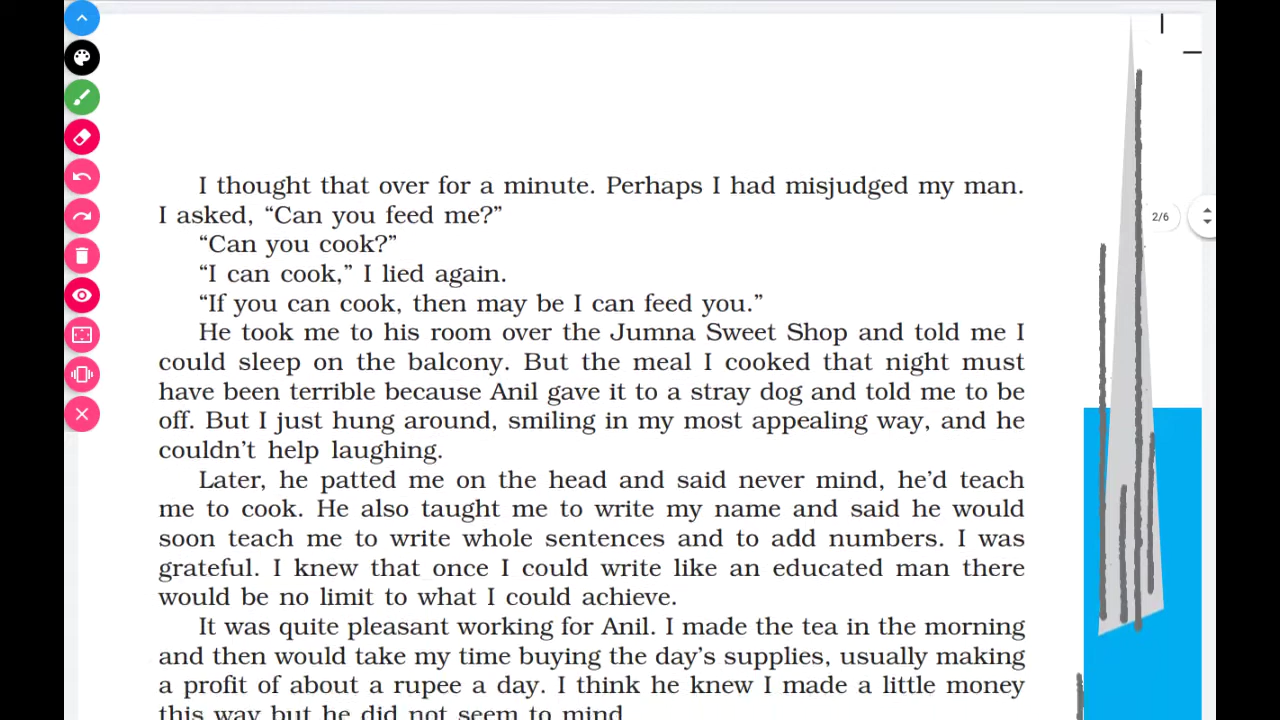 I thought that over for a minute. Perhaps I had misjudged my man.
I asked, “Can you feed me?”
“Can you cook?”
“I can cook,” I lied again.
“If you can cook, then may be I can feed you.”
He took me to his room over the Jumna Sweet Shop and told me I
could sleep on the balcony. But the meal I cooked that night must
have been terrible because Anil gave it to a stray dog and told me to be
off. But I just hung around, smiling in my most appealing way, and he
couldn’t help laughing.
Later, he patted me on the head and said never mind, he’d teach
me to cook. He also taught me to write my name and said he would
soon teach me to write whole sentences and to add numbers. I was
grateful. I knew that once I could write like an educated man there
would be no limit to what I could achieve.
It was quite pleasant working for Anil. I made the tea in the morning
and then would take my time buying the day’s supplies, usually making
a profit of about a rupee a day. I think he knew I made a little money
this way but he did not seem to mind
2/6